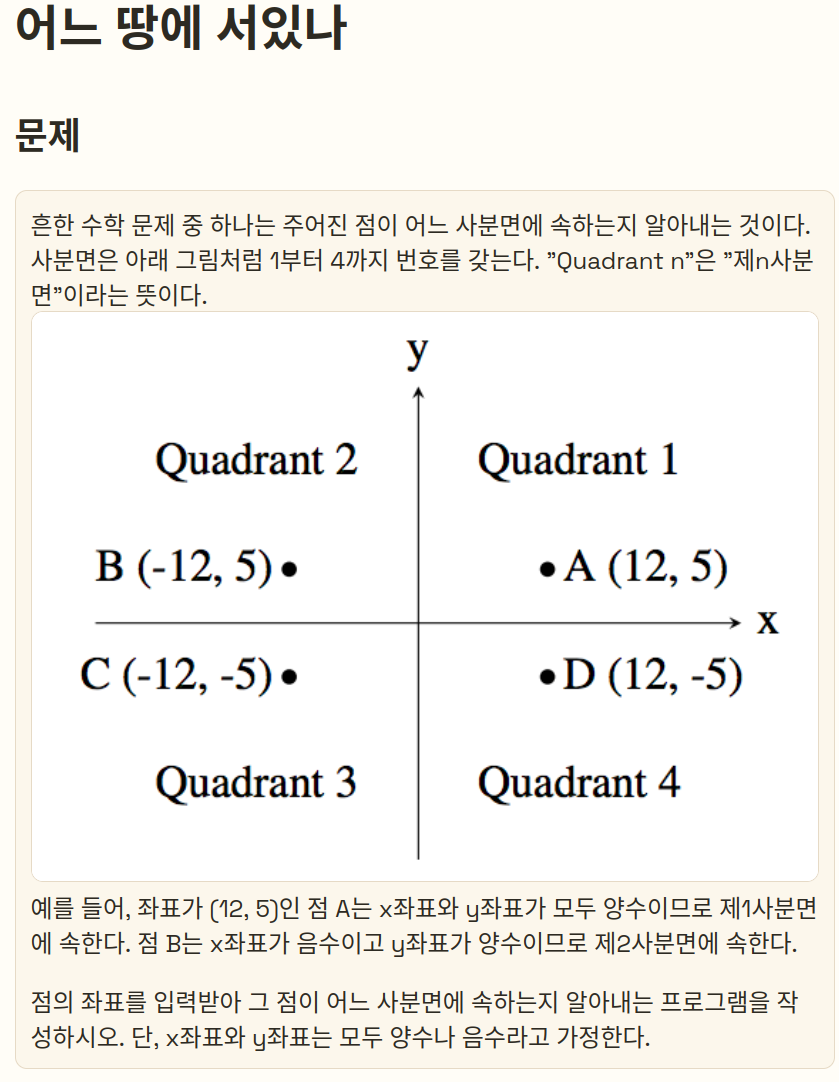 어느 땅에 서있나
문제
흔한 수학 문제 중 하나는 주어진 점이 어느 사분면에 속하는지 알아내는 것이다.
사분면은 아래 그림처럼 1부터 4까지 번호를 갖는다. ”Quadrant n”은 ”제n사분
면”이라는 뜻이다.
y
Quadrant 2 Quadrant 1
B (-12, 5) A (12, 5)
x
C (-12, -5) D (12, -5)
Quadrant 3 Quadrant 4
예를 들어, 좌표가 (12, 5)인 점 A는 x좌표와 y좌표가 모두 양수이므로 제1사분면
에 속한다. 점 B는 x좌표가 음수이고 y좌표가 양수이므로 제2사분면에 속한다.
점의 좌표를 입력받아 그 점이 어느 사분면에 속하는지 알아내는 프로그램을 작
성하시오. 단, x좌표와 y좌표는 모두 양수나 음수라고 가정한다.